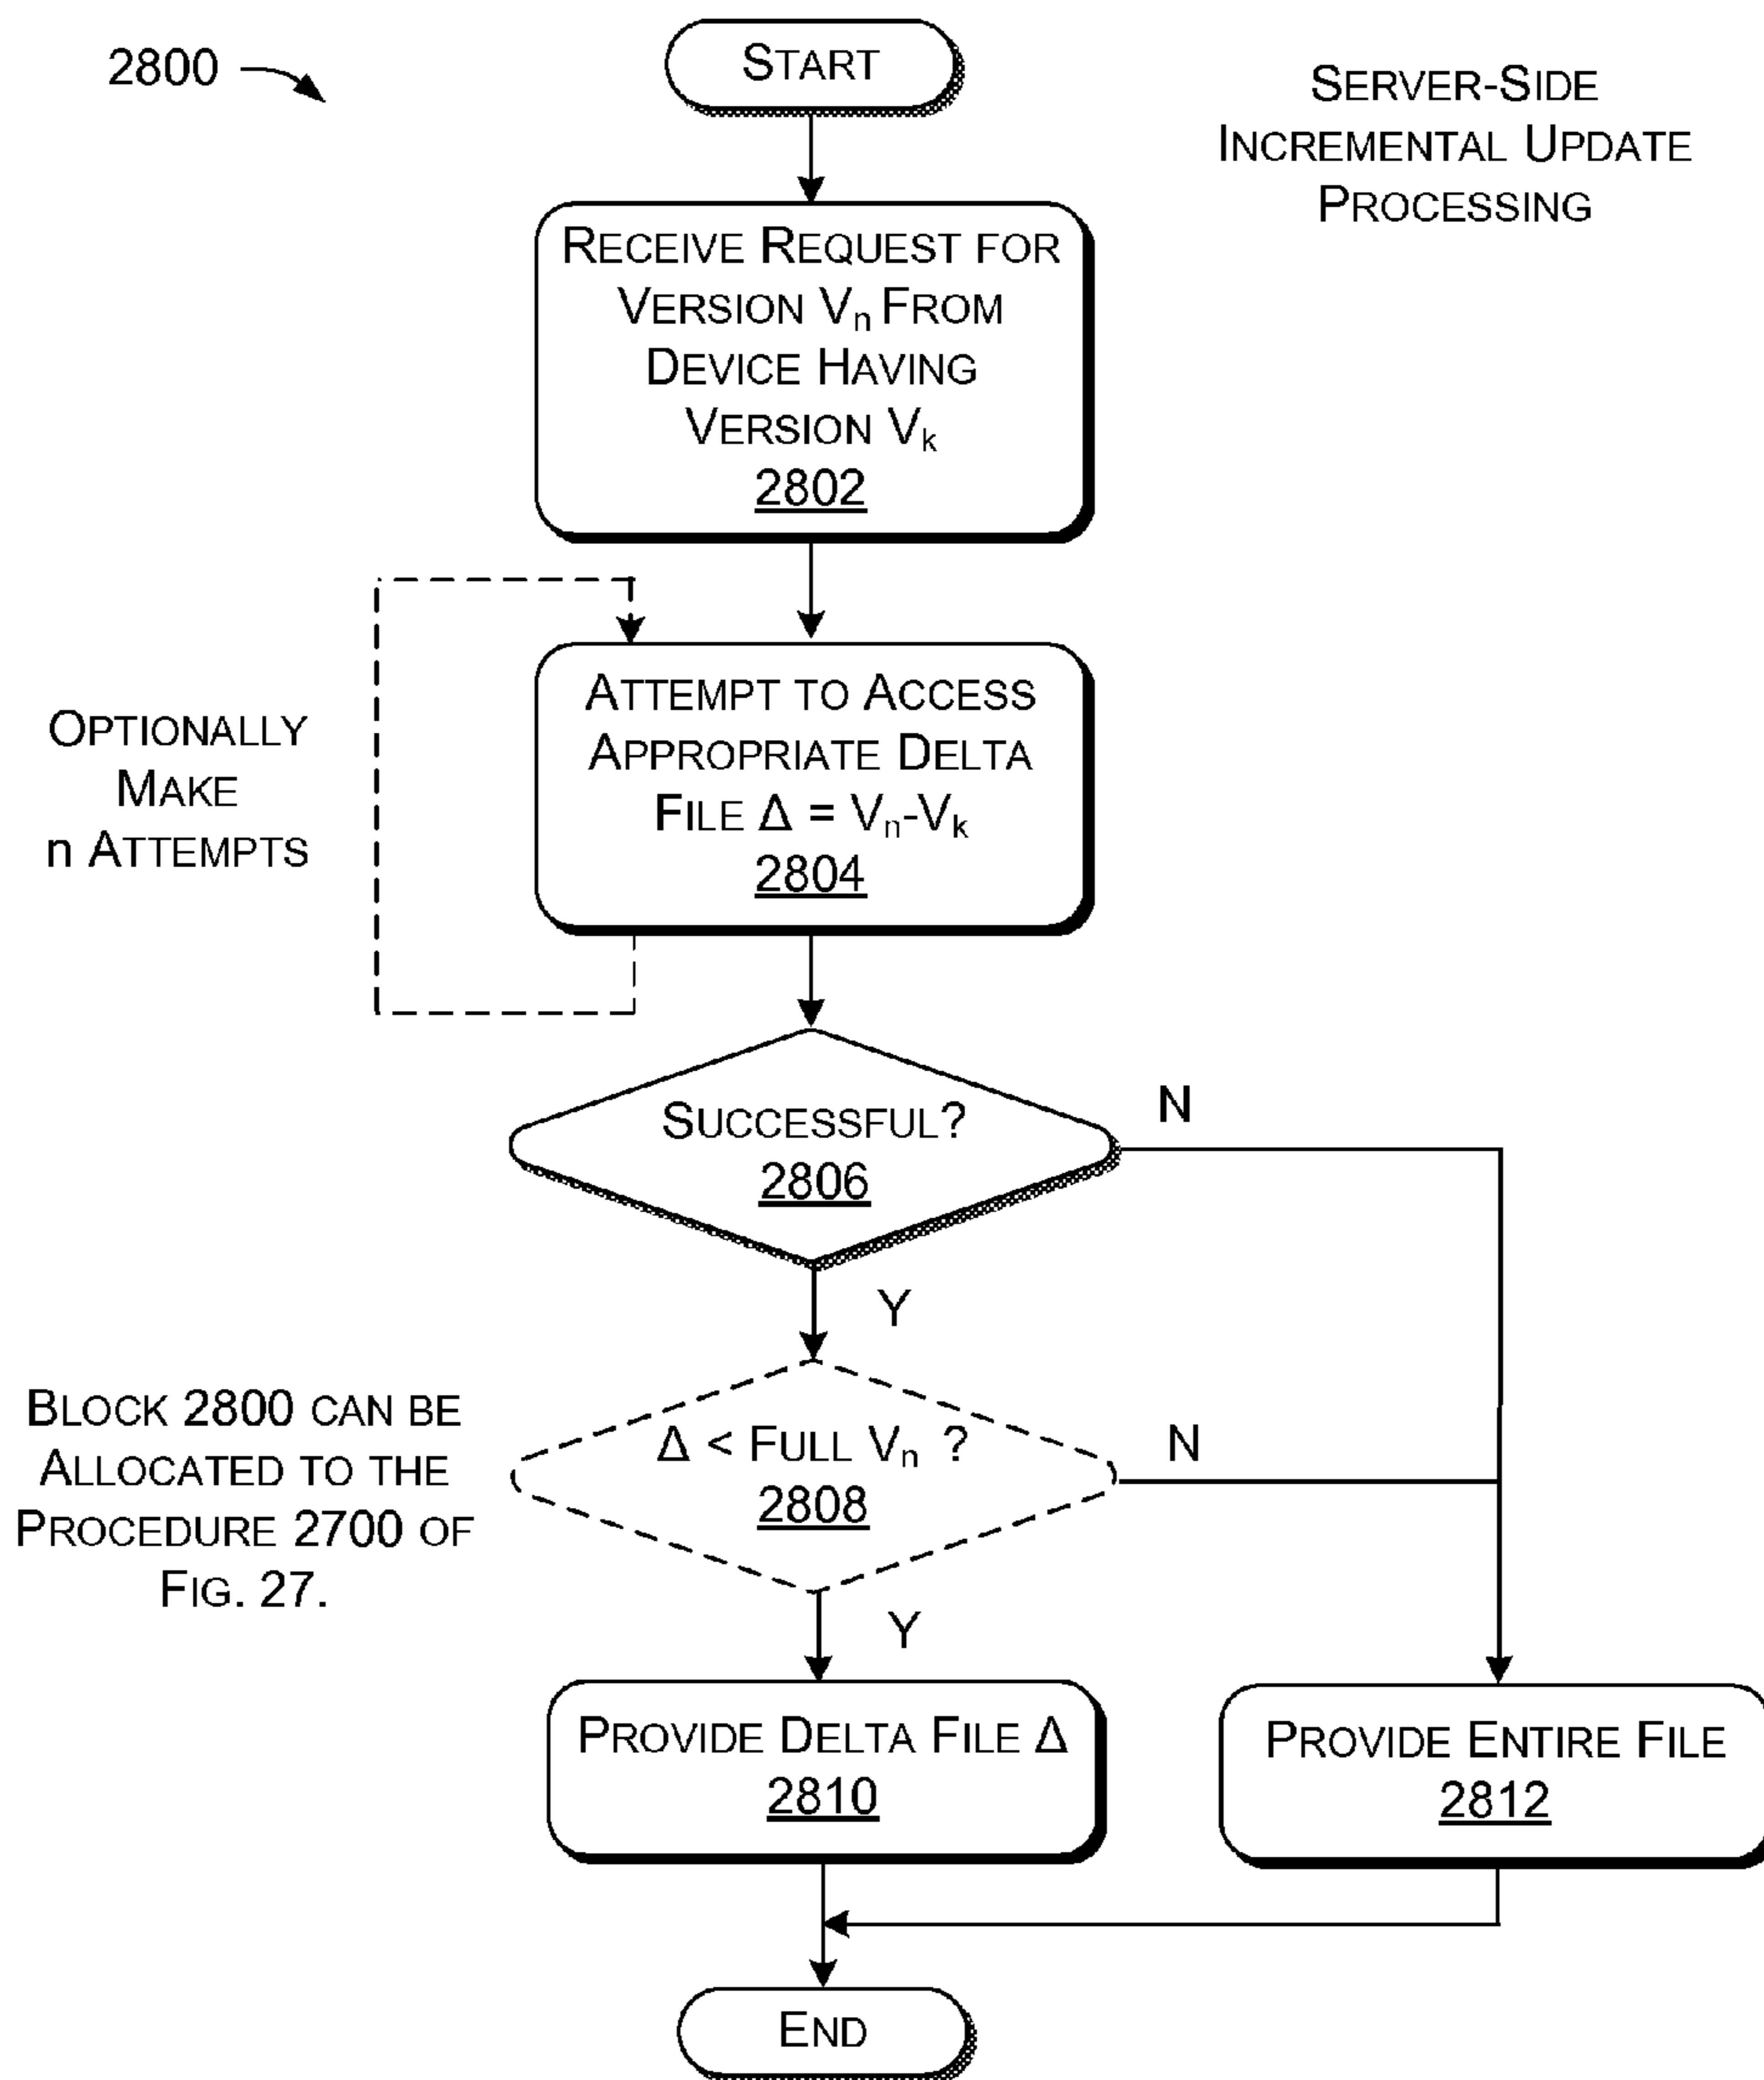 2800
START
SERVER-SIDE
INCREMENTAL UPDATE
PROCESSING
RECEIVE REQUEST FOR
VERSION Vn FROM
DEVICE HAVING
VERSION Vk
2802
OPTIONALLY
MAKE
n ATTEMPTS
ATTEMPT TO ACCESS
APPROPRIATE DELTA
FILE Δ = Vn-Vk
2804
SUCCESSFUL?
2806
N
Y
BLOCK 2800 CAN BE
ALLOCATED TO THE
PROCEDURE 2700 OF
FIG. 27.
Δ < FULL Vn ?
2808
N
Y
PROVIDE DELTA FILE Δ
2810
PROVIDE ENTIRE FILE
2812
END